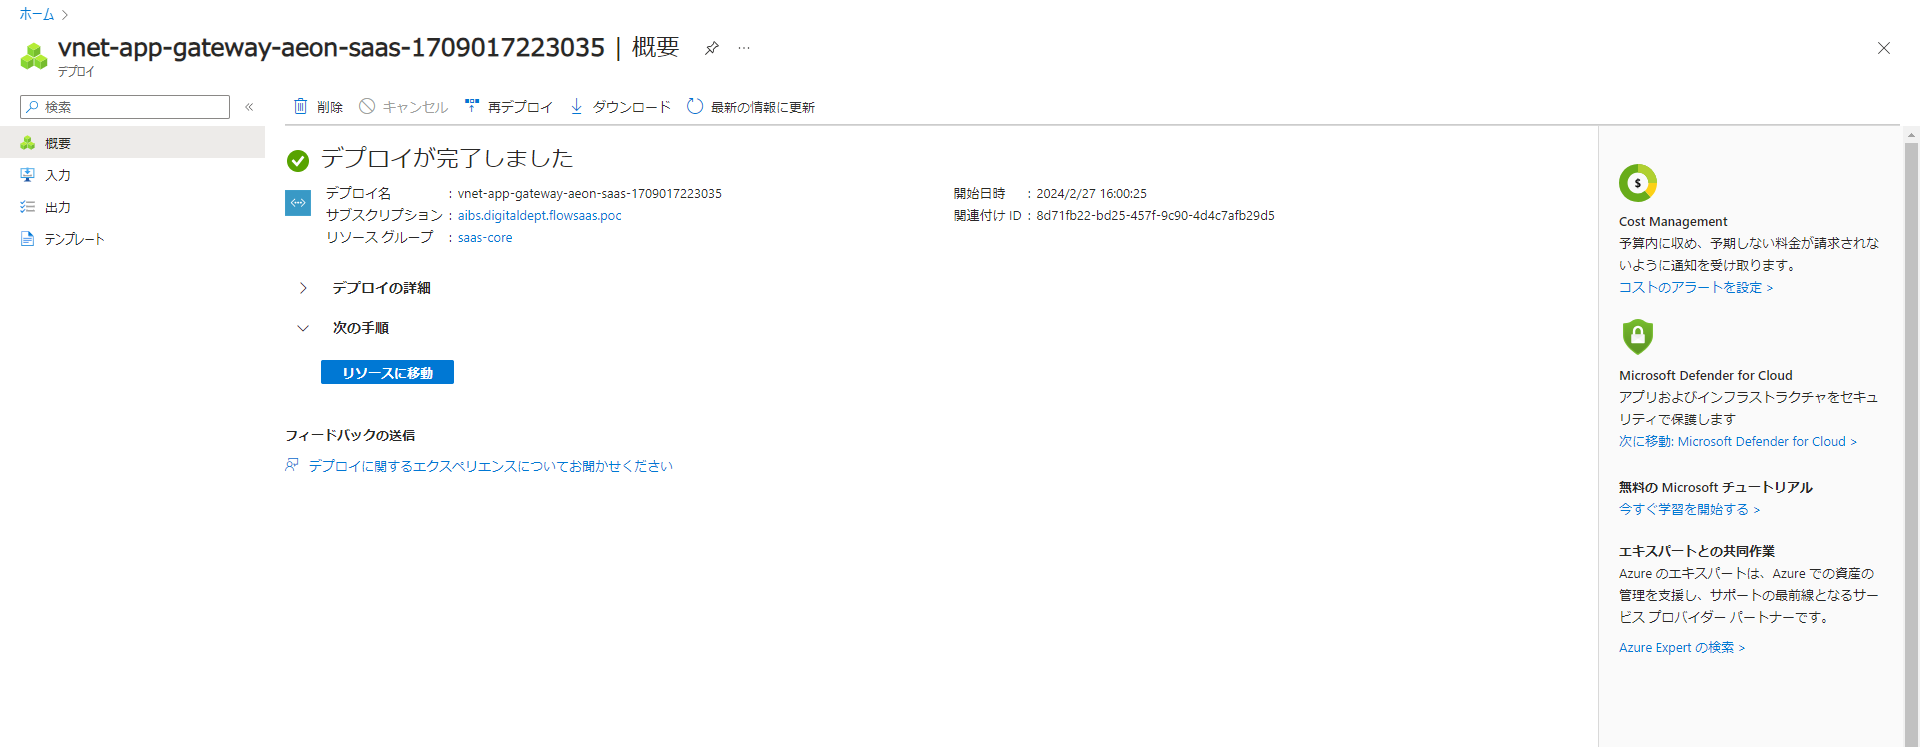 ホーム >
vnet-app-gateway-aeon-saas-1709017223035 | 概要
デプロイ
検索
概要
入力
出力
テンプレート
削除 キャンセル 再デプロイ ダウンロード 最新の情報に更新
デプロイが完了しました
デプロイ名 : vnet-app-gateway-aeon-saas-1709017223035
サブスクリプション : aibs.digitaldept.flowsaas.poc
リソース グループ : saas-core
開始日時 : 2024/2/27 16:00:25
関連付け ID : 8d71fb22-bd25-457f-9c90-4d4c7afb29d5
デプロイの詳細
次の手順
リソースに移動
フィードバックの送信
デプロイに関するエクスペリエンスについてお聞かせください
Cost Management
予算内に収め、予期しない料金が請求されな
いように通知を受け取ります。
コストのアラートを設定 >
Microsoft Defender for Cloud
アプリおよびインフラストラクチャをセキュ
リティで保護します
次に移動: Microsoft Defender for Cloud >
無料の Microsoft チュートリアル
今すぐ学習を開始する >
エキスパートとの共同作業
Azure のエキスパートは、Azure での資産の
管理を支援し、サポートの最前線となるサー
ビス プロバイダー パートナーです。
Azure Expert の検索 >